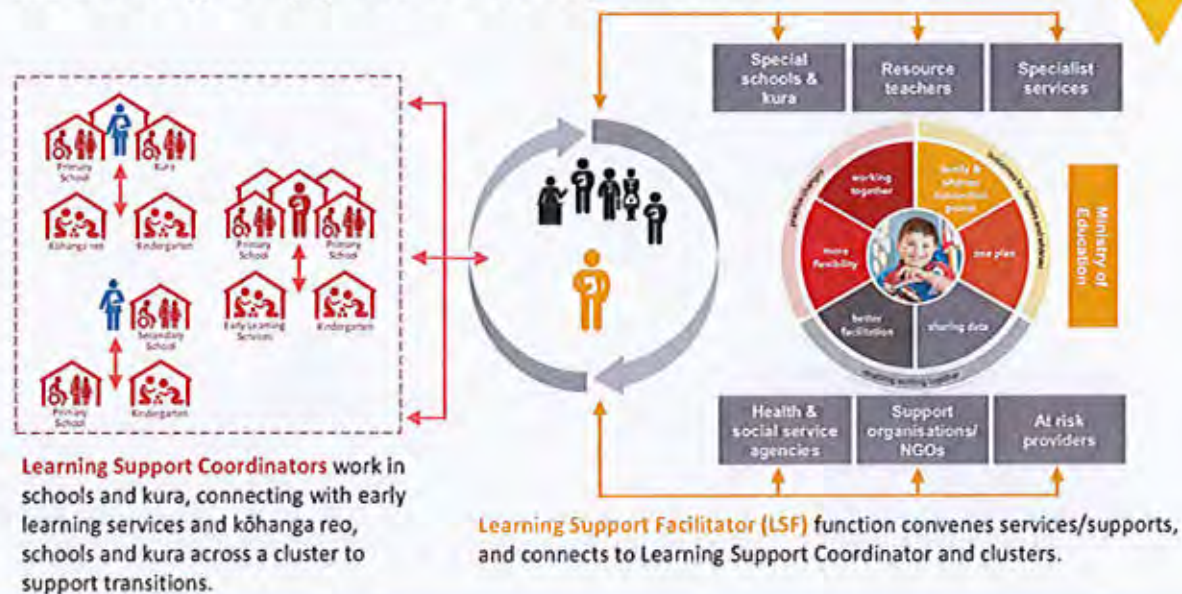 Primary
School
Kura
Kōhanga reo
Kindergarten
Primary
School
Primary
School
Early Learning
Services
Kindergarten
Secondary
School
Primary
School
Kindergarten
Learning Support Coordinators work in
schools and kura, connecting with early
learning services and kōhanga reo,
schools and kura across a cluster to
support transitions.
Special
schools &
kura
Resource
teachers
Specialist
services
working
together
family &
whānau
connection
points
more
flexibility
one plan
better
facilitation
sharing data
Ministry of
Education
Health &
social service
agencies
Support
organisations/
NGOs
At risk
providers
Learning Support Facilitator (LSF) function convenes services/supports,
and connects to Learning Support Coordinator and clusters.